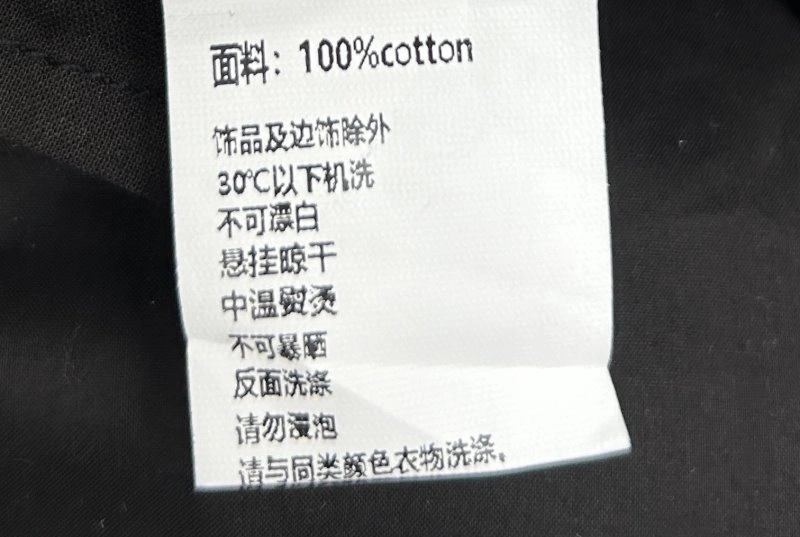 面料：100%cotton
饰品及边饰除外
30℃以下机洗
不可漂白
悬挂晾干
中温熨烫
不可暴晒
反面洗涤
请勿浸泡
请与同类颜色衣物洗涤。